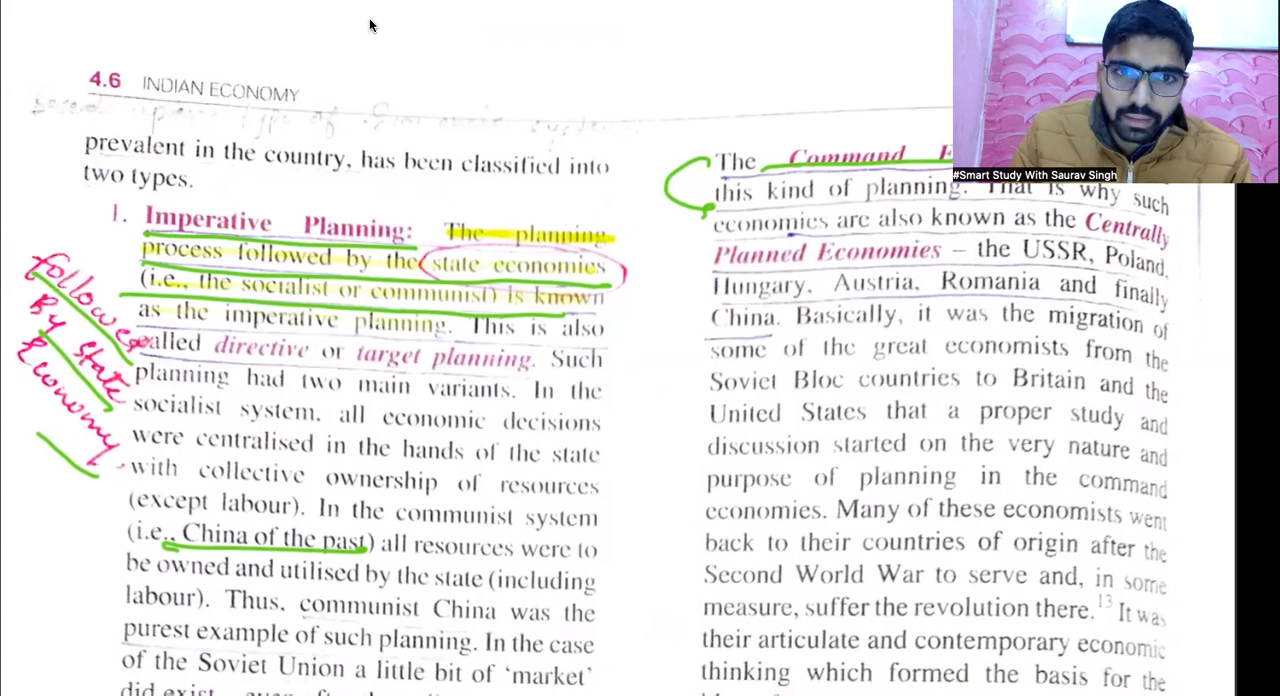 4.6 INDIAN ECONOMY
based upon type of Economic system
prevalent in the country, has been classified into
two types.
1. Imperative Planning: The planning
process followed by the state economies
(i.e., the socialist or communist) is known
as the imperative planning. This is also
called directive or target planning. Such
planning had two main variants. In the
socialist system, all economic decisions
were centralised in the hands of the state
with collective ownership of resources
(except labour). In the communist system
(i.e., China of the past) all resources were to
be owned and utilised by the state (including
labour). Thus, communist China was the
purest example of such planning. In the case
of the Soviet Union a little bit of ‘market’
did exist
followed
By state
Economy
The Command
this kind of planning. That is why such
economies are also known as the Centrally
Planned Economies – the USSR, Poland,
Hungary, Austria, Romania and finally
China. Basically, it was the migration of
some of the great economists from the
Soviet Bloc countries to Britain and the
United States that a proper study and
discussion started on the very nature and
purpose of planning in the command
economies. Many of these economists went
back to their countries of origin after the
Second World War to serve and, in some
measure, suffer the revolution there.13 It was
their articulate and contemporary economic
thinking which formed the basis for the
#Smart Study With Saurav Singh